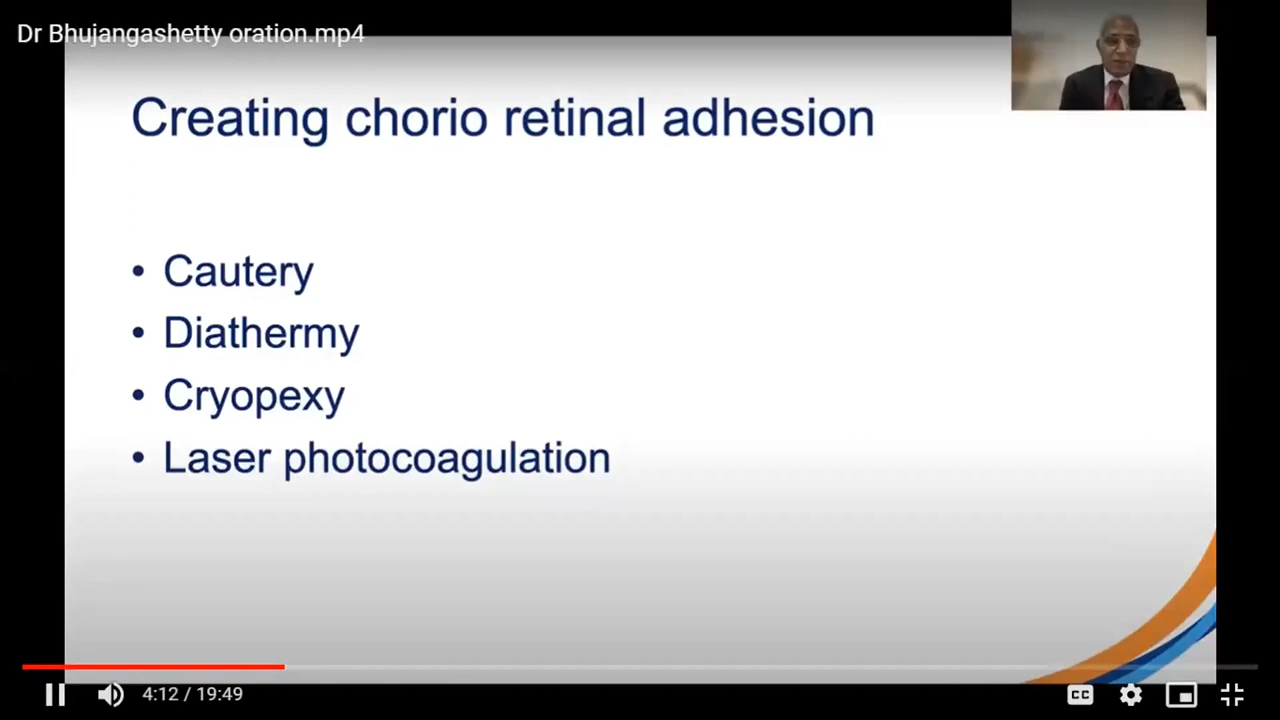 Dr Bhujangashetty oration.mp4
Creating chorio retinal adhesion
• Cautery
• Diathermy
• Cryopexy
• Laser photocoagulation
4:12 / 19:49
CC